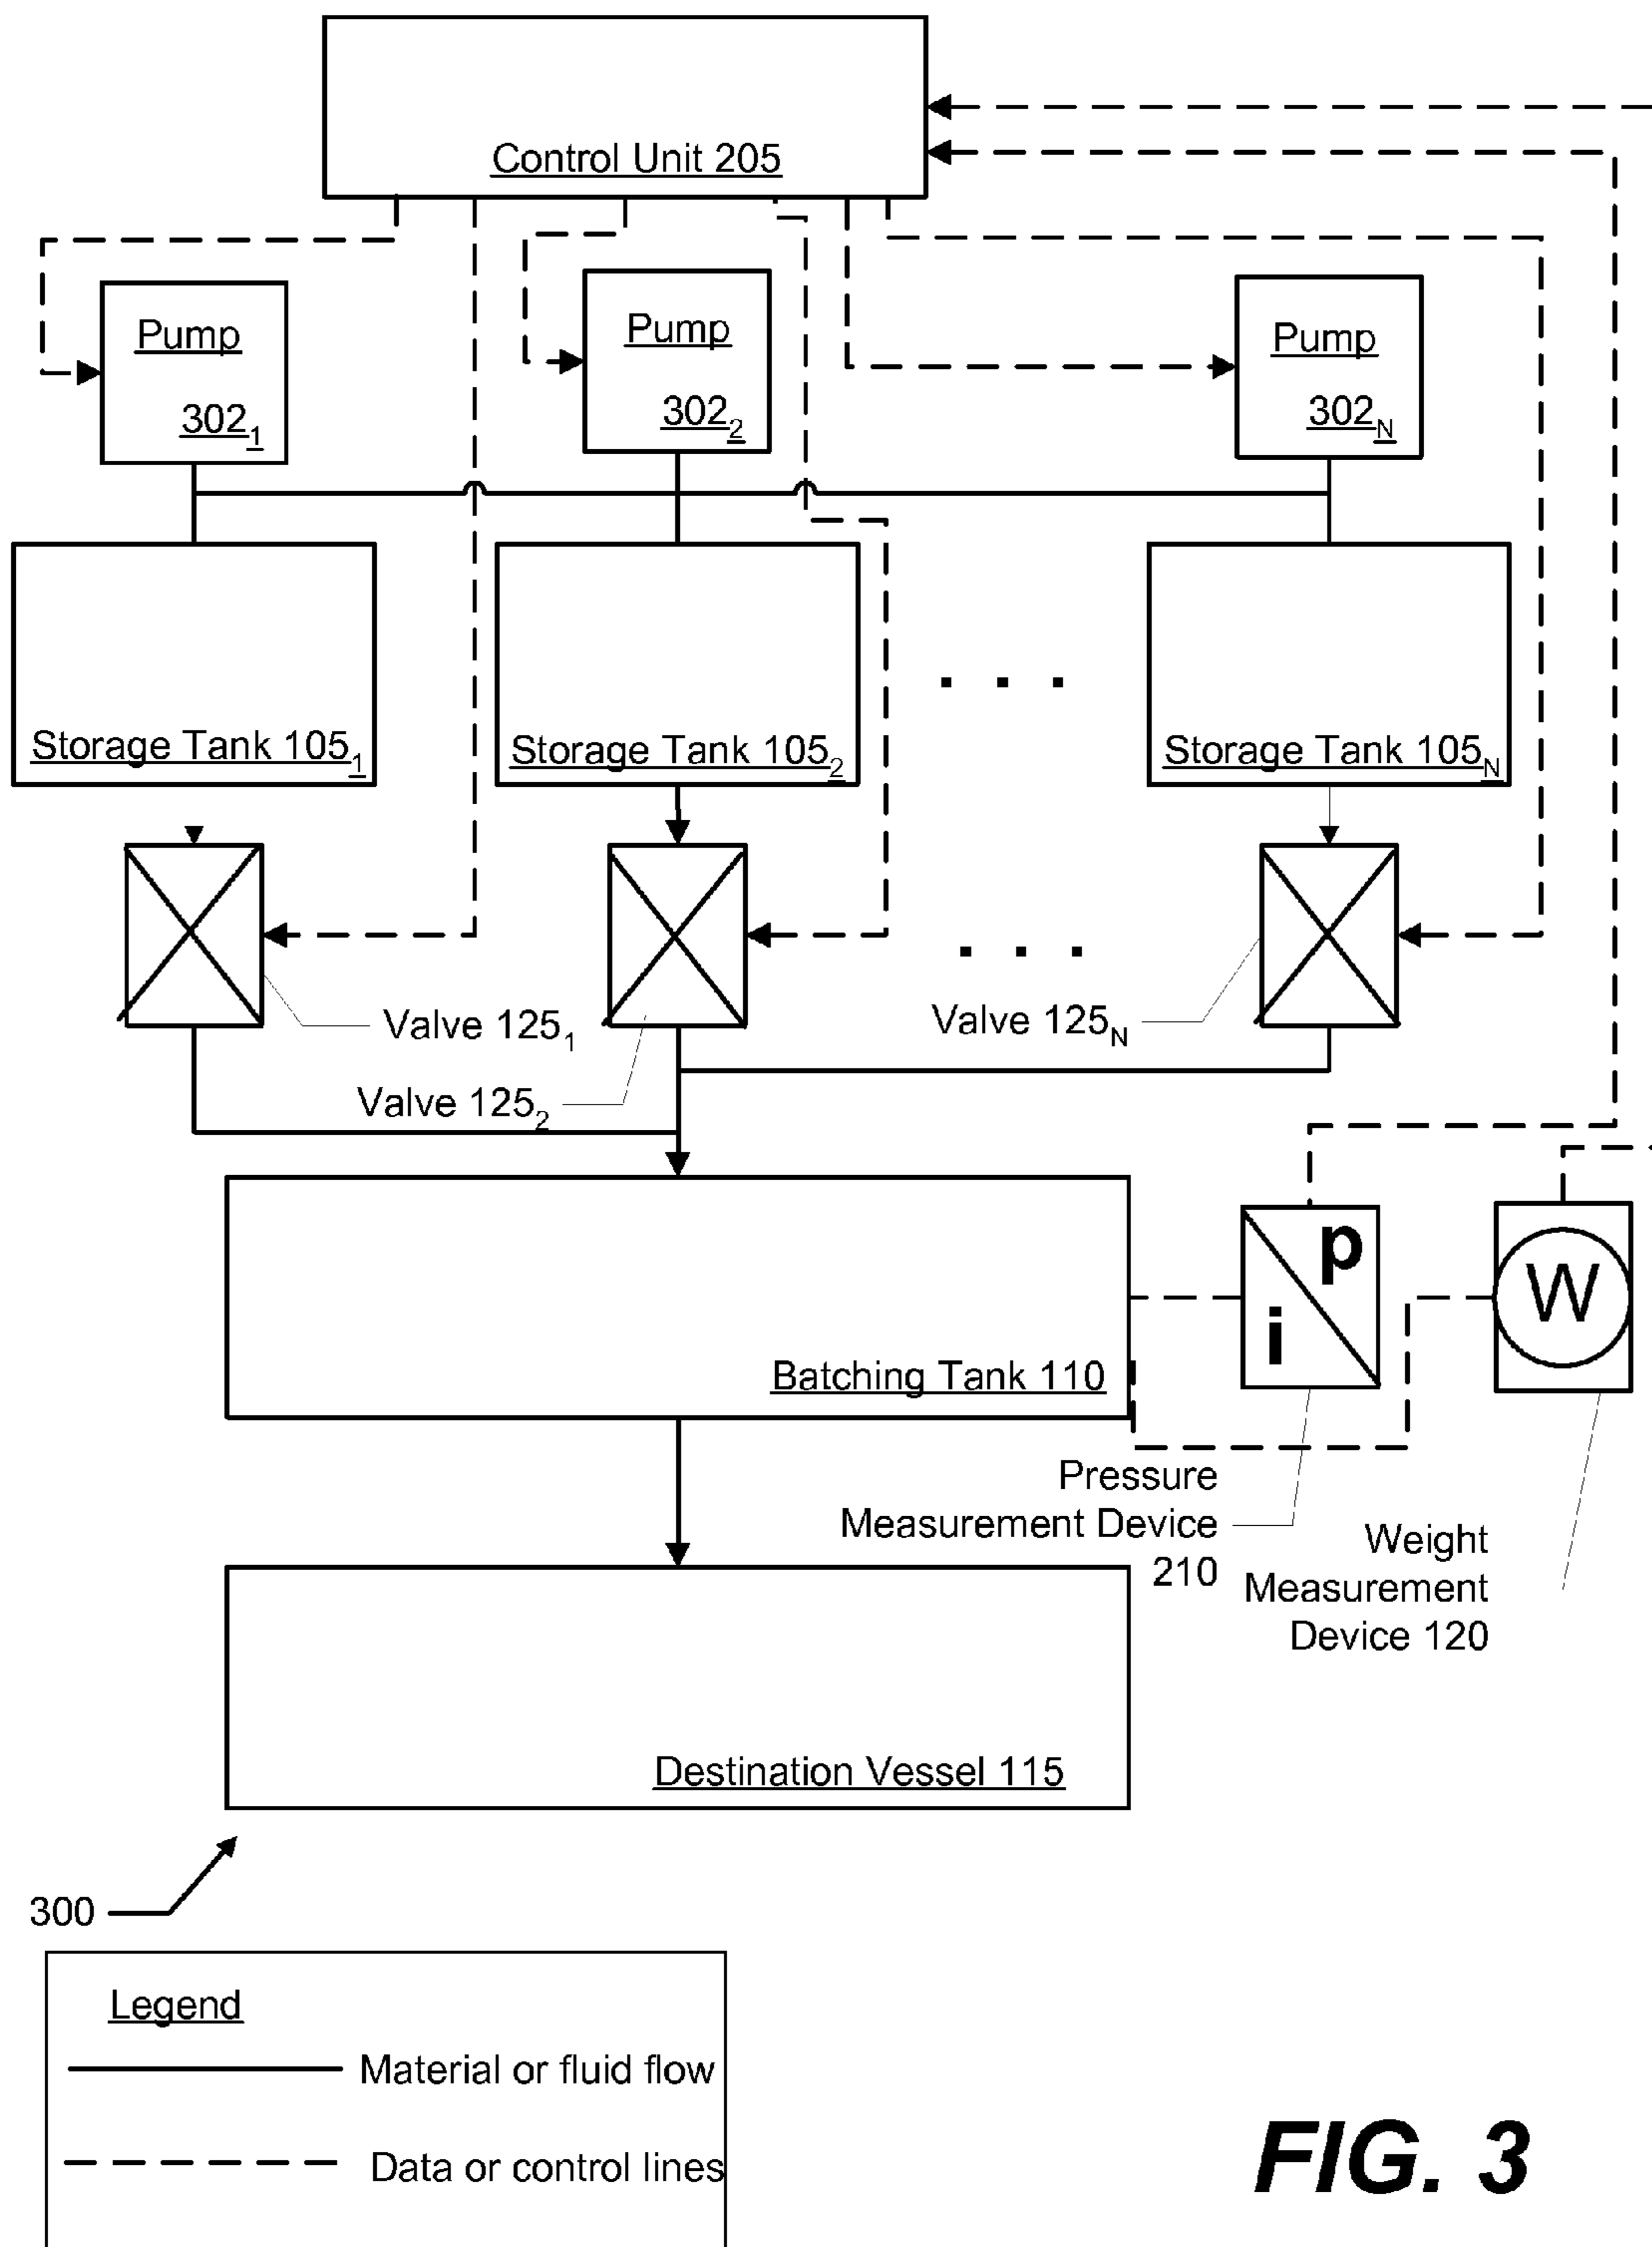 Control Unit 205
Pump
302₁
Pump
302₂
Pump
302N
Storage Tank 105₁
Storage Tank 105₂
. . .
Storage Tank 105N
. . .
Valve 125₁
Valve 125N
Valve 125₂
p
i
W
Batching Tank 110
Pressure
Measurement Device
210
Weight
Measurement
Device 120
Destination Vessel 115
300
Legend
Material or fluid flow
Data or control lines
FIG. 3